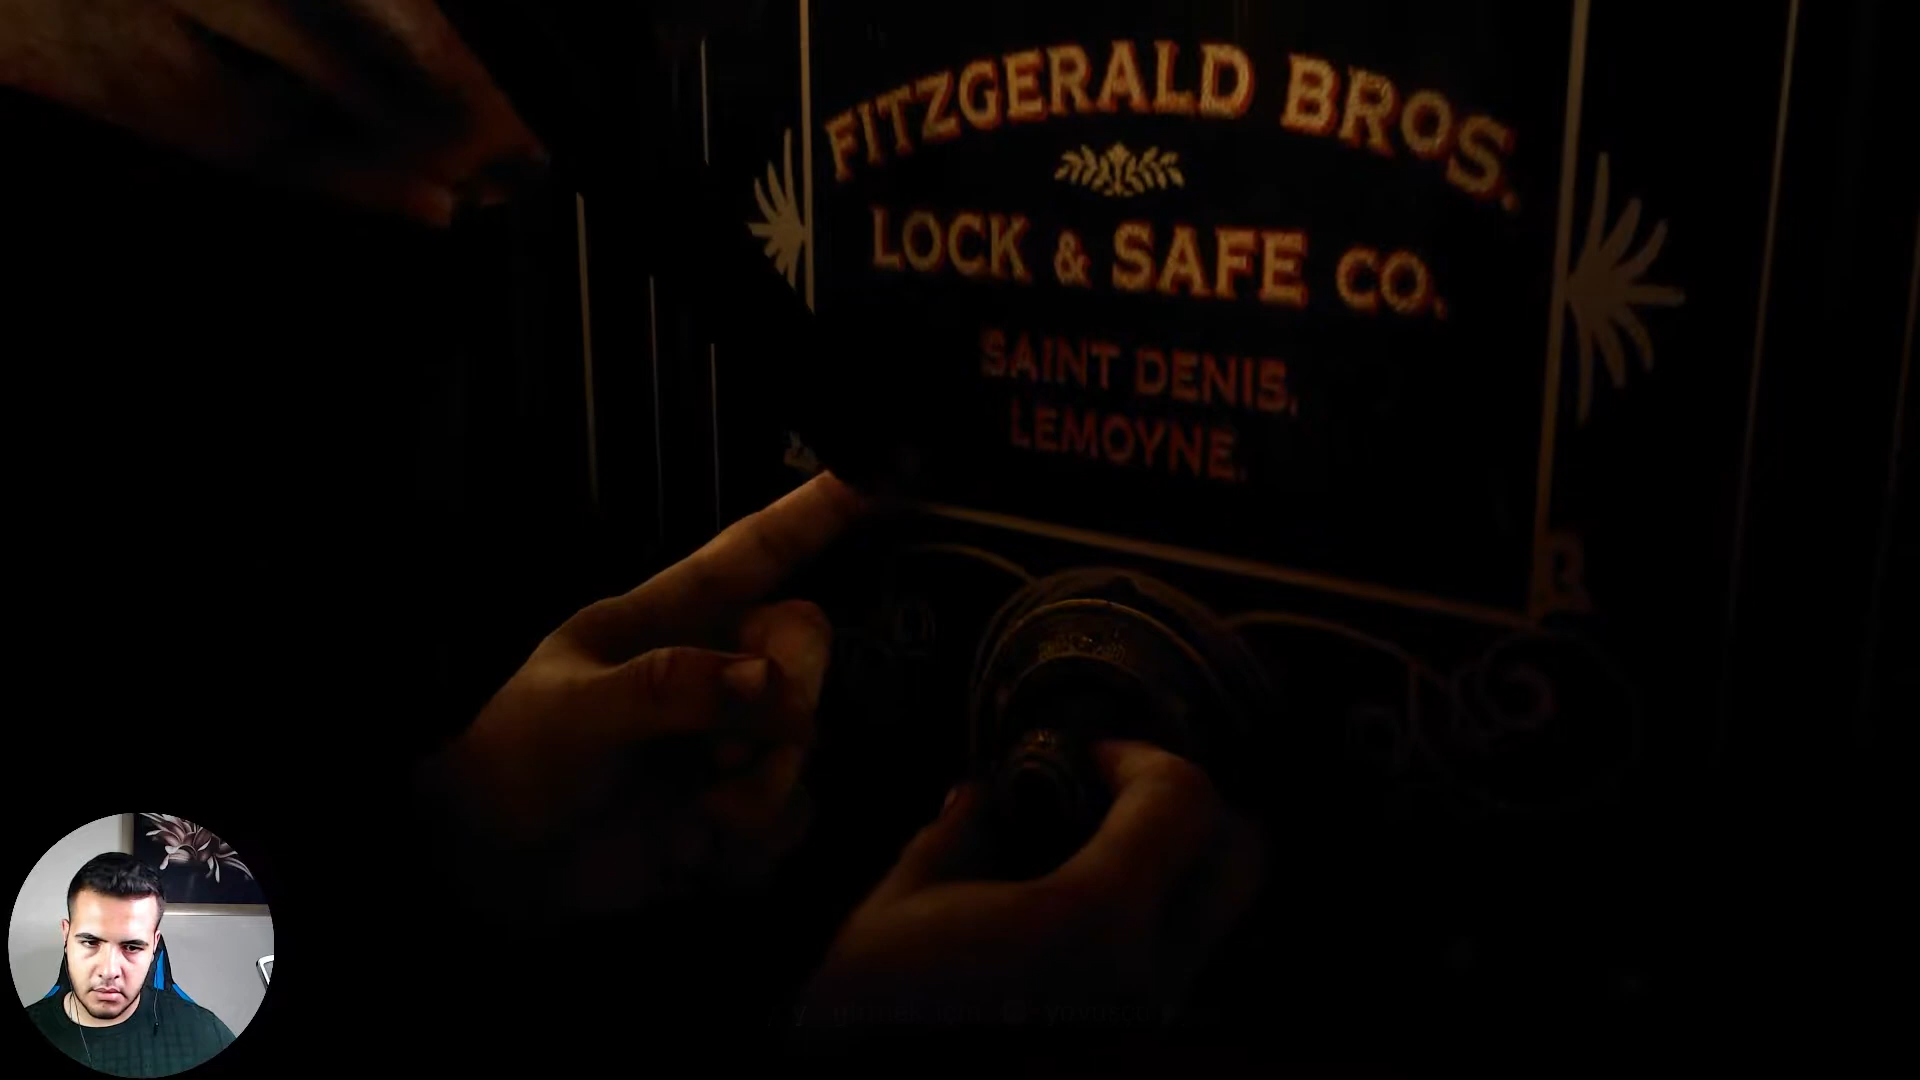 FITZGERALD BROS.
LOCK & SAFE CO.
SAINT DENIS,
LEMOYNE.